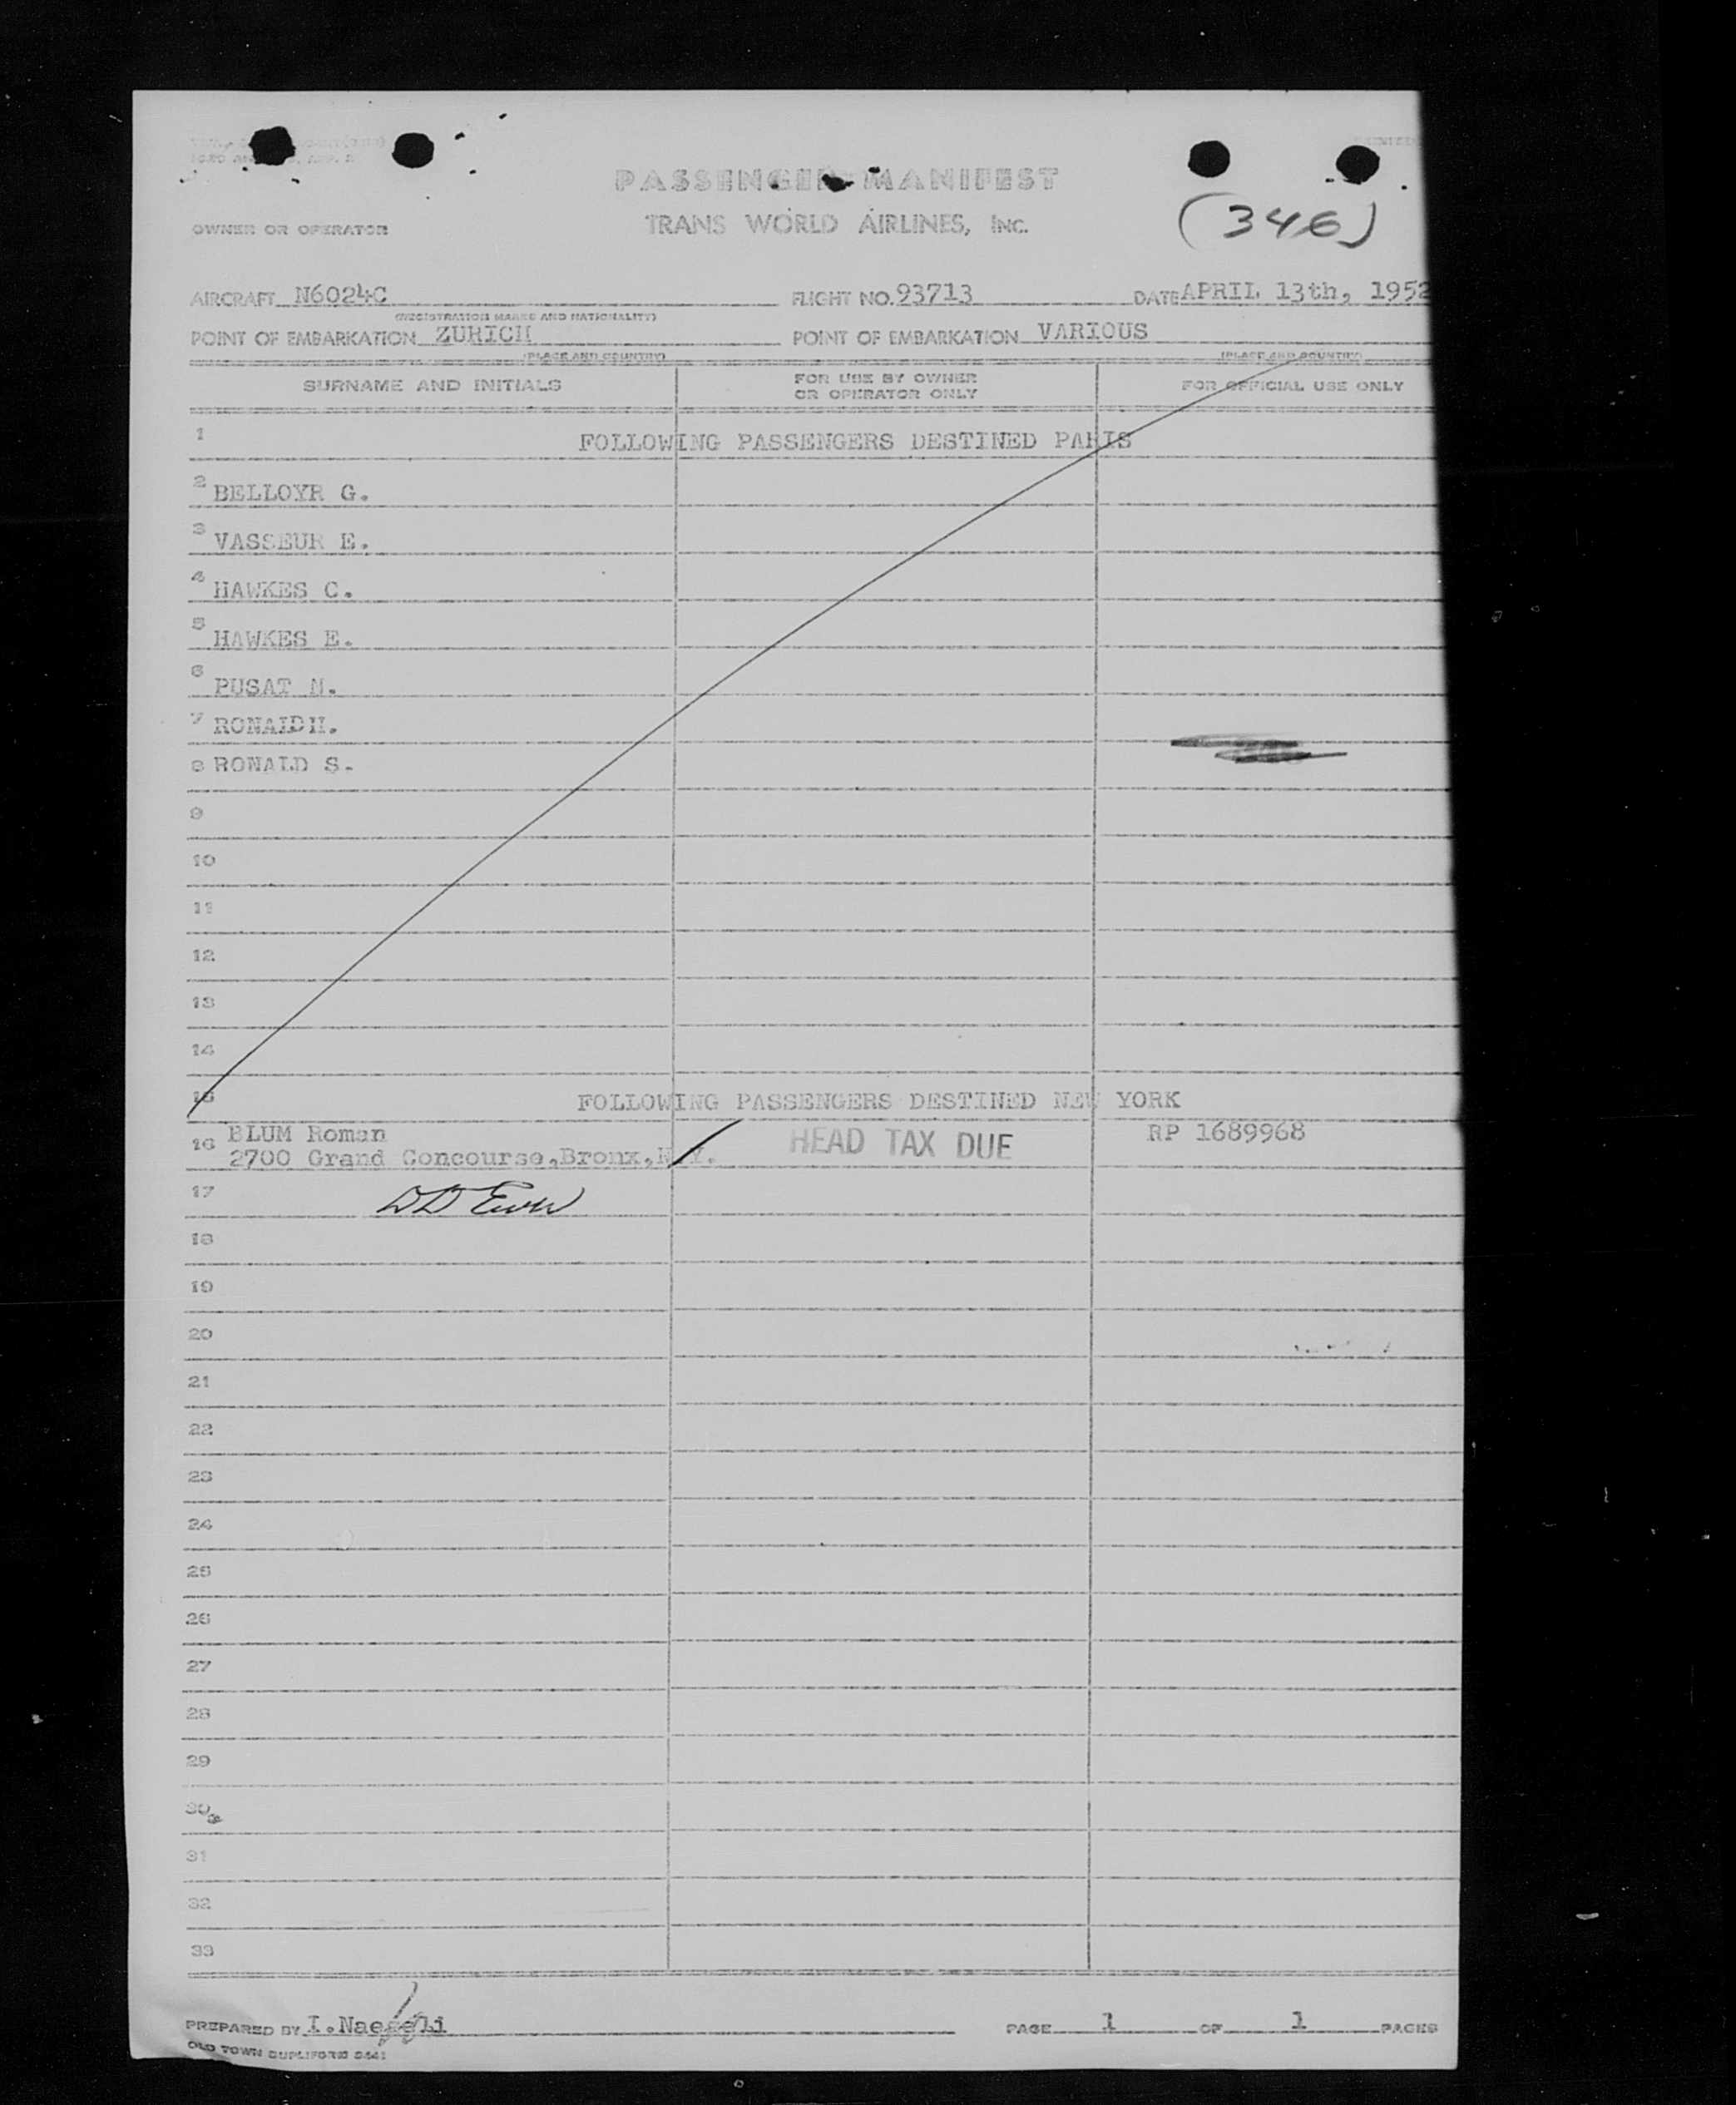 PASSENGER MANIFEST
OWNER OR OPERATOR TRANS WORLD AIRLINES, INC. (346)
AIRCRAFT N6024C FLIGHT NO. 93713 DATE APRIL 13th, 1952
(REGISTRATION MARKS AND NATIONALITY)
POINT OF EMBARKATION ZURICH POINT OF EMBARKATION VARIOUS
(PLACE AND COUNTRY) (PLACE AND COUNTRY)
SURNAME AND INITIALS FOR USE BY OWNER OR OPERATOR ONLY FOR OFFICIAL USE ONLY
1 FOLLOWING PASSENGERS DESTINED PARIS
2 BELLOYR G.
3 VASSEUR E.
4 HAWKES C.
5 HAWKES E.
6 PUSAT N.
7 RONALD H.
8 RONALD S.
9
10
11
12
13
14
15 FOLLOWING PASSENGERS DESTINED NEW YORK
16 BLUM Roman HEAD TAX DUE RP 1689968
2700 Grand Concourse, Bronx, N.Y.
17
18
19
20
21
22
23
24
25
26
27
28
29
30
31
32
33
PREPARED BY I. Naegeli PAGE 1 OF 1 PAGES
OLD TOWN DUPLIFORM